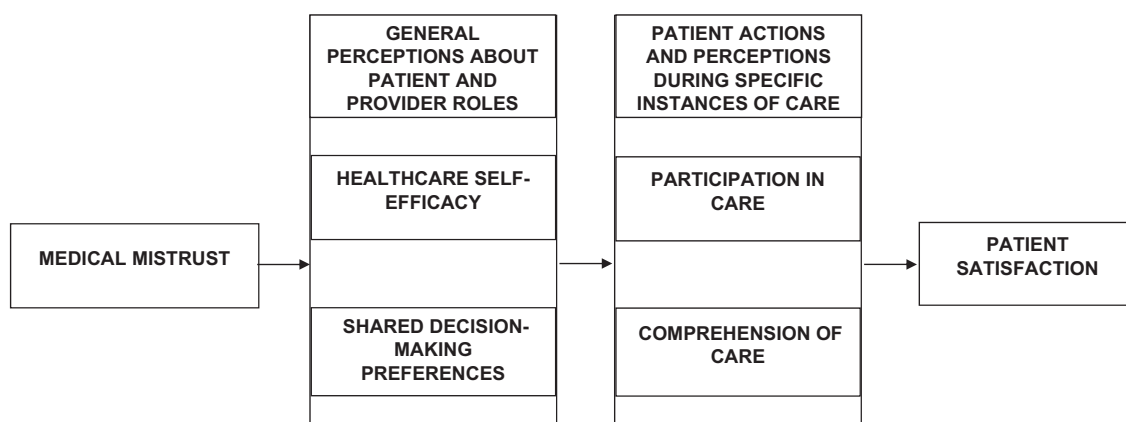 GENERAL
PERCEPTIONS ABOUT
PATIENT AND
PROVIDER ROLES
PATIENT ACTIONS
AND PERCEPTIONS
DURING SPECIFIC
INSTANCES OF CARE
HEALTHCARE SELF-
EFFICACY
PARTICIPATION IN
CARE
MEDICAL MISTRUST
PATIENT
SATISFACTION
SHARED DECISION-
MAKING
PREFERENCES
COMPREHENSION OF
CARE